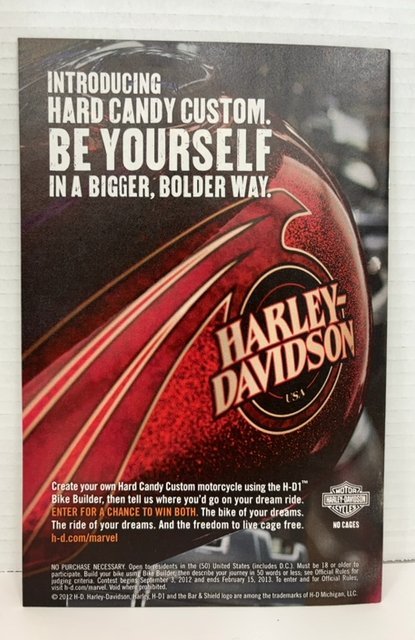 INTRODUCING
HARD CANDY CUSTOM.
BE YOURSELF
IN A BIGGER, BOLDER WAY.
HARLEY-
DAVIDSON
USA
Create your own Hard Candy Custom motorcycle using the H-D1™
Bike Builder, then tell us where you'd go on your dream ride.
ENTER FOR A CHANCE TO WIN BOTH. The bike of your dreams.
The ride of your dreams. And the freedom to live cage free.
h-d.com/marvel
MOTOR
HARLEY-DAVIDSON
CYCLES
NO CAGES
NO PURCHASE NECESSARY. Open to residents in the (50) United States (includes D.C.). Must be 18 or older to
participate. Build your bike using Bike Builder, then describe your journey in 50 words or less; see Official Rules for
judging criteria. Contest begins September 3, 2012 and ends February 15, 2013. To enter and for Official Rules,
visit h-d.com/marvel. Void where prohibited.
© 2012 H-D. Harley-Davidson, Harley, H-D1 and the Bar & Shield logo are among the trademarks of H-D Michigan, LLC.